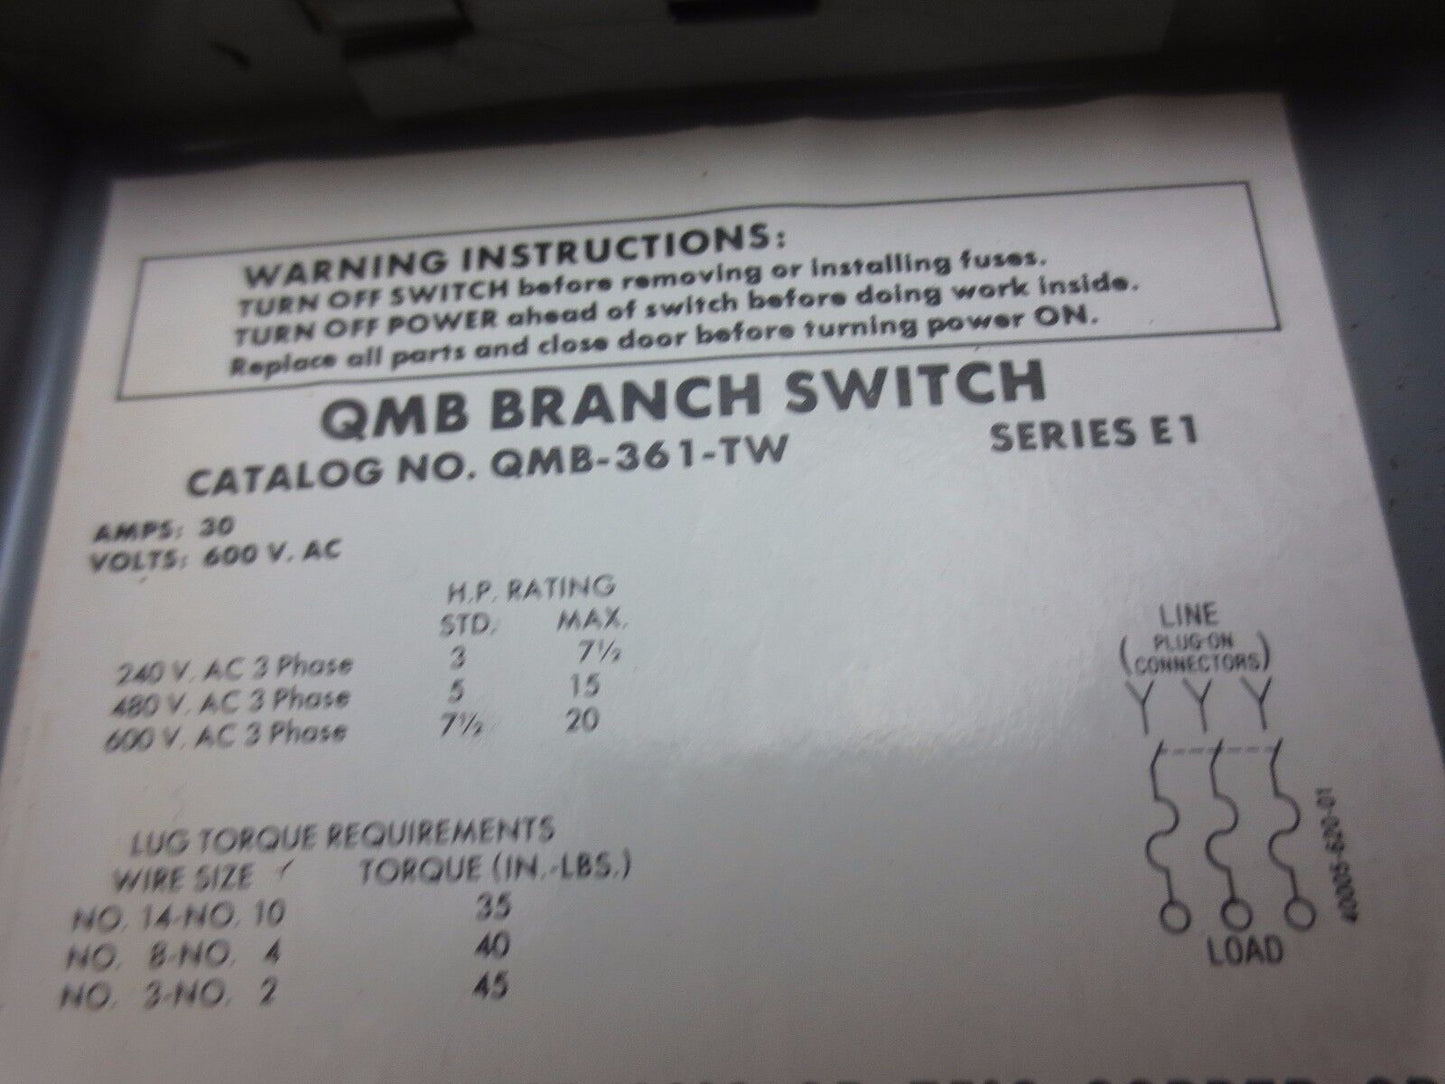 WARNING INSTRUCTIONS:
TURN OFF SWITCH before removing or installing fuses.
TURN OFF POWER ahead of switch before doing work inside.
Replace all parts and close door before turning power ON.
QMB BRANCH SWITCH
CATALOG NO. QMB-361-TW SERIES E1
AMPS: 30
VOLTS: 600 V. AC
H.P. RATING
STD. MAX.
240 V. AC 3 Phase 3 7½
480 V. AC 3 Phase 5 15
600 V. AC 3 Phase 7½ 20
LUG TORQUE REQUIREMENTS
WIRE SIZE TORQUE (IN.-LBS.)
NO. 14-NO. 10 35
NO. 8-NO. 4 40
NO. 3-NO. 2 45
LINE
(PLUG-ON
CONNECTORS)
LOAD
40005-620-01